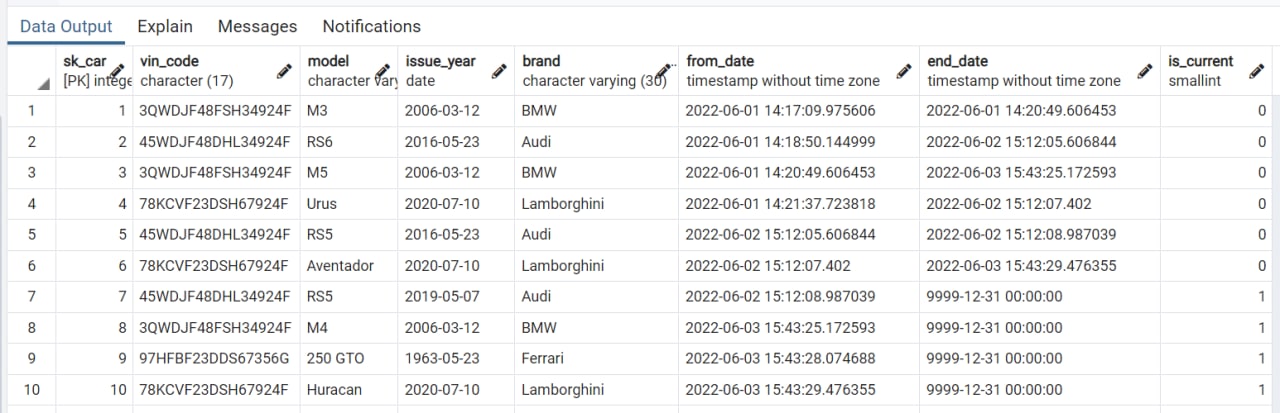 Data Output Explain Messages Notifications
sk_car vin_code model issue_year brand from_date end_date is_current
[PK] intege character (17) character vary date character varying (30) timestamp without time zone timestamp without time zone smallint
1 1 3QWDJF48FSH34924F M3 2006-03-12 BMW 2022-06-01 14:17:09.975606 2022-06-01 14:20:49.606453 0
2 2 45WDJF48DHL34924F RS6 2016-05-23 Audi 2022-06-01 14:18:50.144999 2022-06-02 15:12:05.606844 0
3 3 3QWDJF48FSH34924F M5 2006-03-12 BMW 2022-06-01 14:20:49.606453 2022-06-03 15:43:25.172593 0
4 4 78KCVF23DSH67924F Urus 2020-07-10 Lamborghini 2022-06-01 14:21:37.723818 2022-06-02 15:12:07.402 0
5 5 45WDJF48DHL34924F RS5 2016-05-23 Audi 2022-06-02 15:12:05.606844 2022-06-02 15:12:08.987039 0
6 6 78KCVF23DSH67924F Aventador 2020-07-10 Lamborghini 2022-06-02 15:12:07.402 2022-06-03 15:43:29.476355 0
7 7 45WDJF48DHL34924F RS5 2019-05-07 Audi 2022-06-02 15:12:08.987039 9999-12-31 00:00:00 1
8 8 3QWDJF48FSH34924F M4 2006-03-12 BMW 2022-06-03 15:43:25.172593 9999-12-31 00:00:00 1
9 9 97HFBF23DDS67356G 250 GTO 1963-05-23 Ferrari 2022-06-03 15:43:28.074688 9999-12-31 00:00:00 1
10 10 78KCVF23DSH67924F Huracan 2020-07-10 Lamborghini 2022-06-03 15:43:29.476355 9999-12-31 00:00:00 1